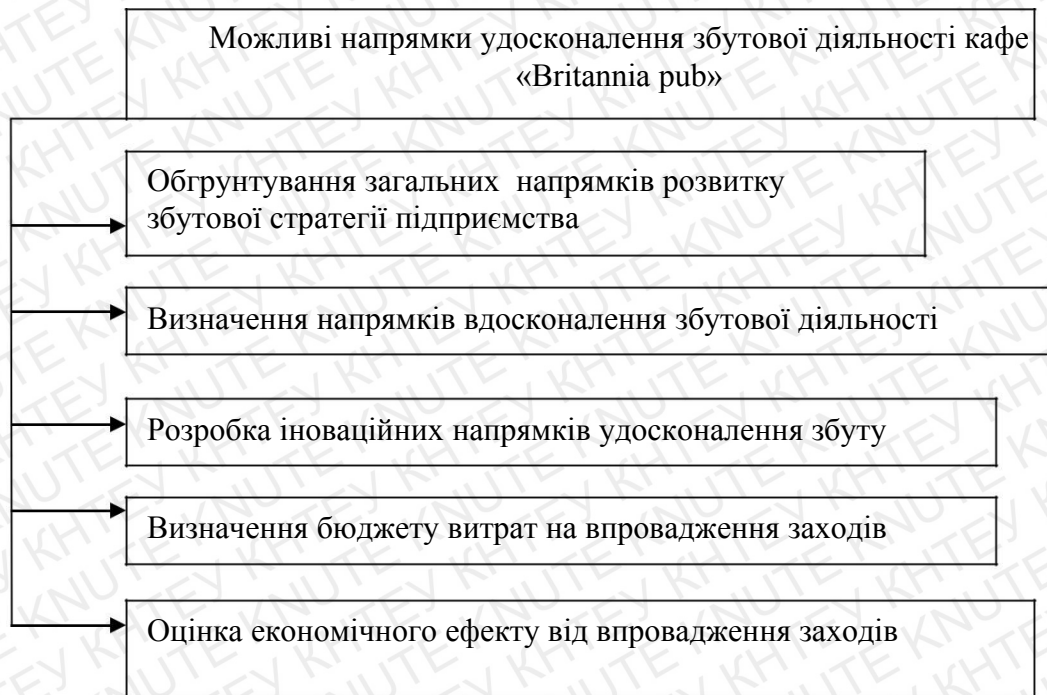 Можливі напрямки удосконалення збутової діяльності кафе
«Britannia pub»
Обгрунтування загальних напрямків розвитку
збутової стратегії підприємства
Визначення напрямків вдосконалення збутової діяльності
Розробка іноваційних напрямків удосконалення збуту
Визначення бюджету витрат на впровадження заходів
Оцінка економічного ефекту від впровадження заходів